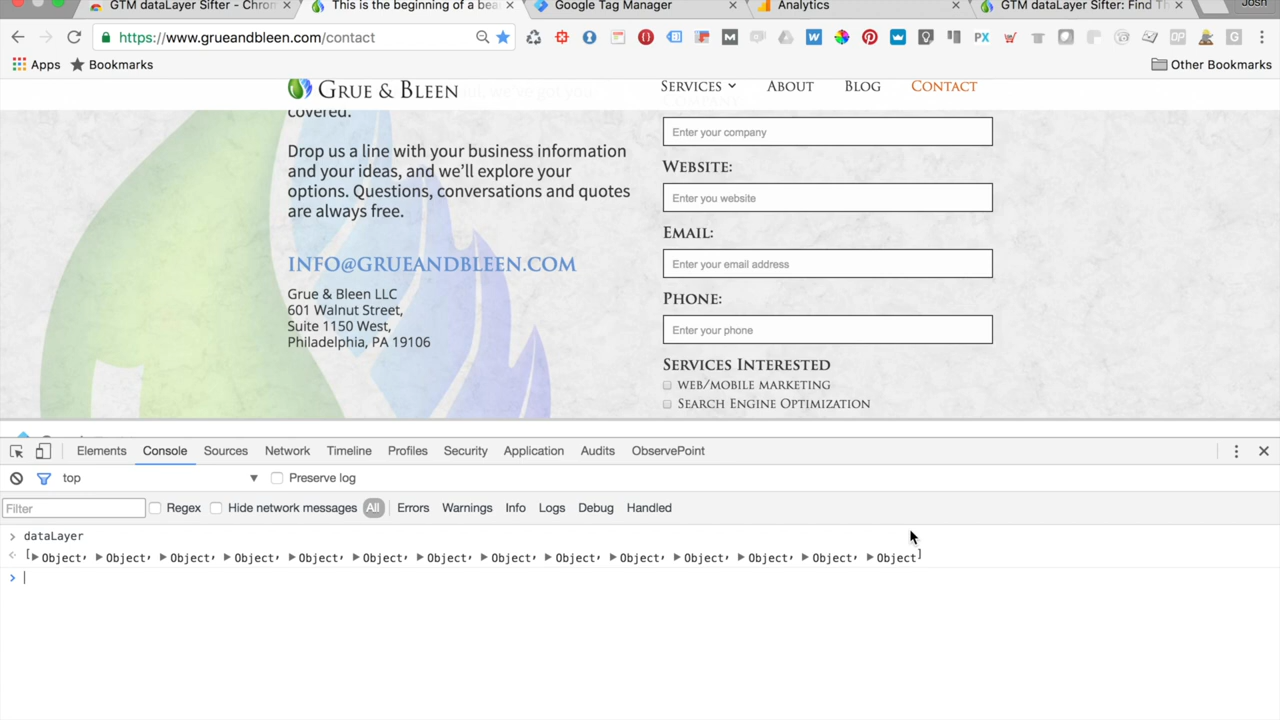 GTM dataLayer Sifter - Chrom
This is the beginning of a bea
Google Tag Manager
Analytics
GTM dataLayer Sifter: Find Th
Josh
https://www.grueandbleen.com/contact
Apps
Bookmarks
Other Bookmarks
Grue & Bleen
Services
About
Blog
Contact
covered.
Drop us a line with your business information
and your ideas, and we’ll explore your
options. Questions, conversations and quotes
are always free.
INFO@GRUEANDBLEEN.COM
Grue & Bleen LLC
601 Walnut Street,
Suite 1150 West,
Philadelphia, PA 19106
Company
Enter your company
Website:
Enter you website
Email:
Enter your email address
Phone:
Enter your phone
Services Interested
web/mobile marketing
Search Engine Optimization
Elements Console Sources Network Timeline Profiles Security Application Audits ObservePoint
top
Preserve log
Filter
Regex
Hide network messages
All Errors Warnings Info Logs Debug Handled
> dataLayer
[▶Object, ▶Object, ▶Object, ▶Object, ▶Object, ▶Object, ▶Object, ▶Object, ▶Object, ▶Object, ▶Object, ▶Object, ▶Object, ▶Object]
>